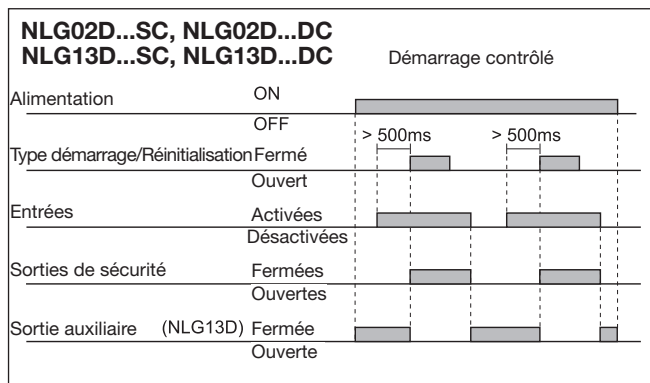 NLG02D...SC, NLG02D...DC
NLG13D...SC, NLG13D...DC Démarrage contrôlé
Alimentation ON
OFF
> 500ms > 500ms
Type démarrage/Réinitialisation Fermé
Ouvert
Entrées Activées
Désactivées
Sorties de sécurité Fermées
Ouvertes
Sortie auxiliaire (NLG13D) Fermée
Ouverte